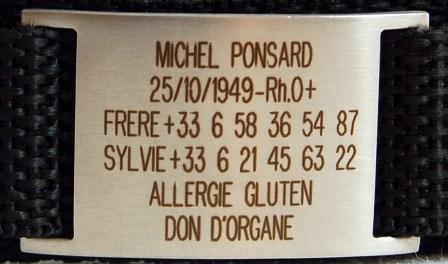 MICHEL PONSARD
25/10/1949-Rh.O+
FRERE+33 6 58 36 54 87
SYLVIE+33 6 21 45 63 22
ALLERGIE GLUTEN
DON D'ORGANE